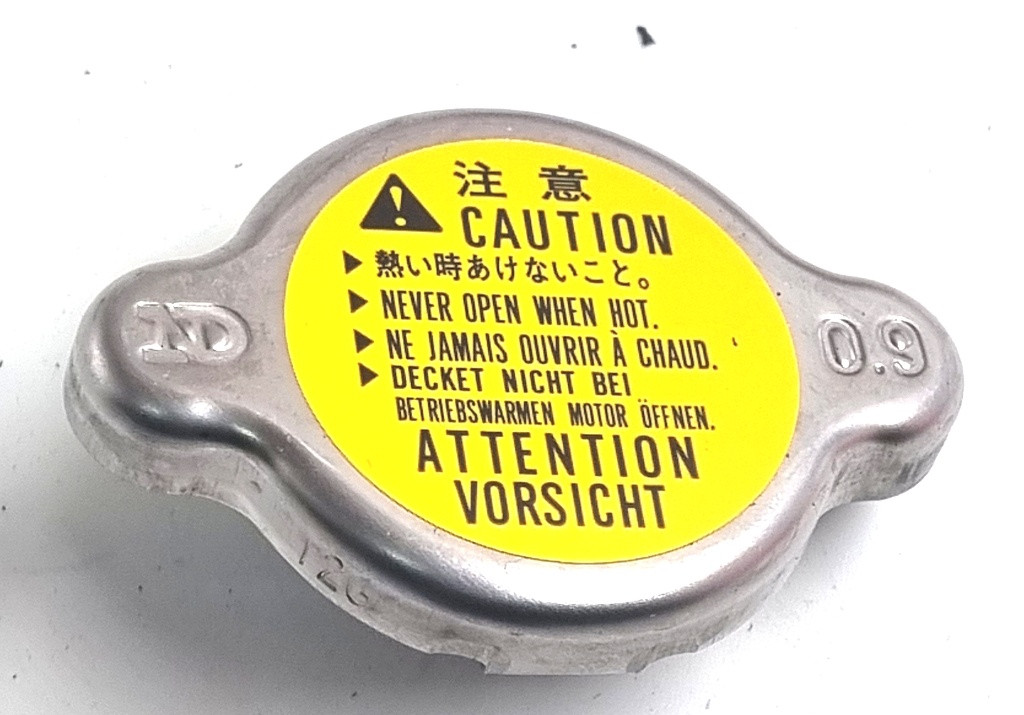 注意
CAUTION
熱い時あけないこと。
NEVER OPEN WHEN HOT.
NE JAMAIS OUVRIR À CHAUD.
DECKET NICHT BEI
BETRIEBSWARMEN MOTOR ÖFFNEN.
ATTENTION
VORSICHT
ND
0.9